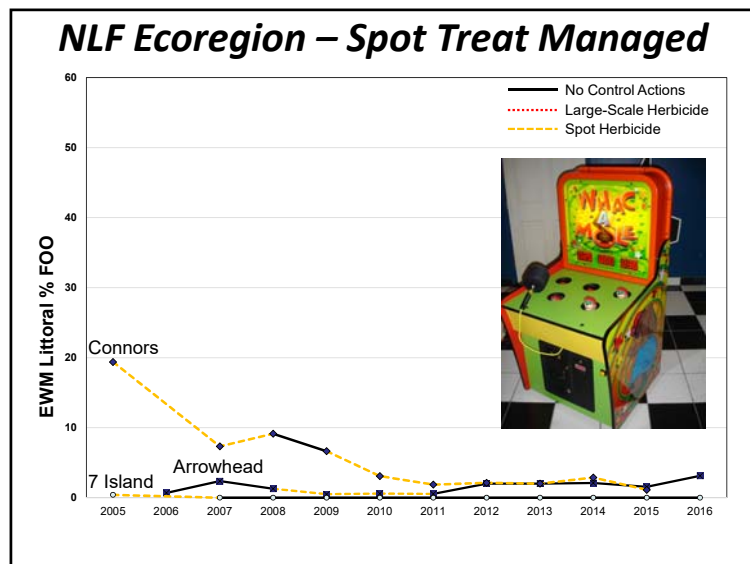 NLF Ecoregion – Spot Treat Managed
60
50
40
30
20
10
0
EWM Littoral % FOO
No Control Actions
Large-Scale Herbicide
Spot Herbicide
WHAC
A
MOLE
Connors
Arrowhead
7 Island
2005 2006 2007 2008 2009 2010 2011 2012 2013 2014 2015 2016